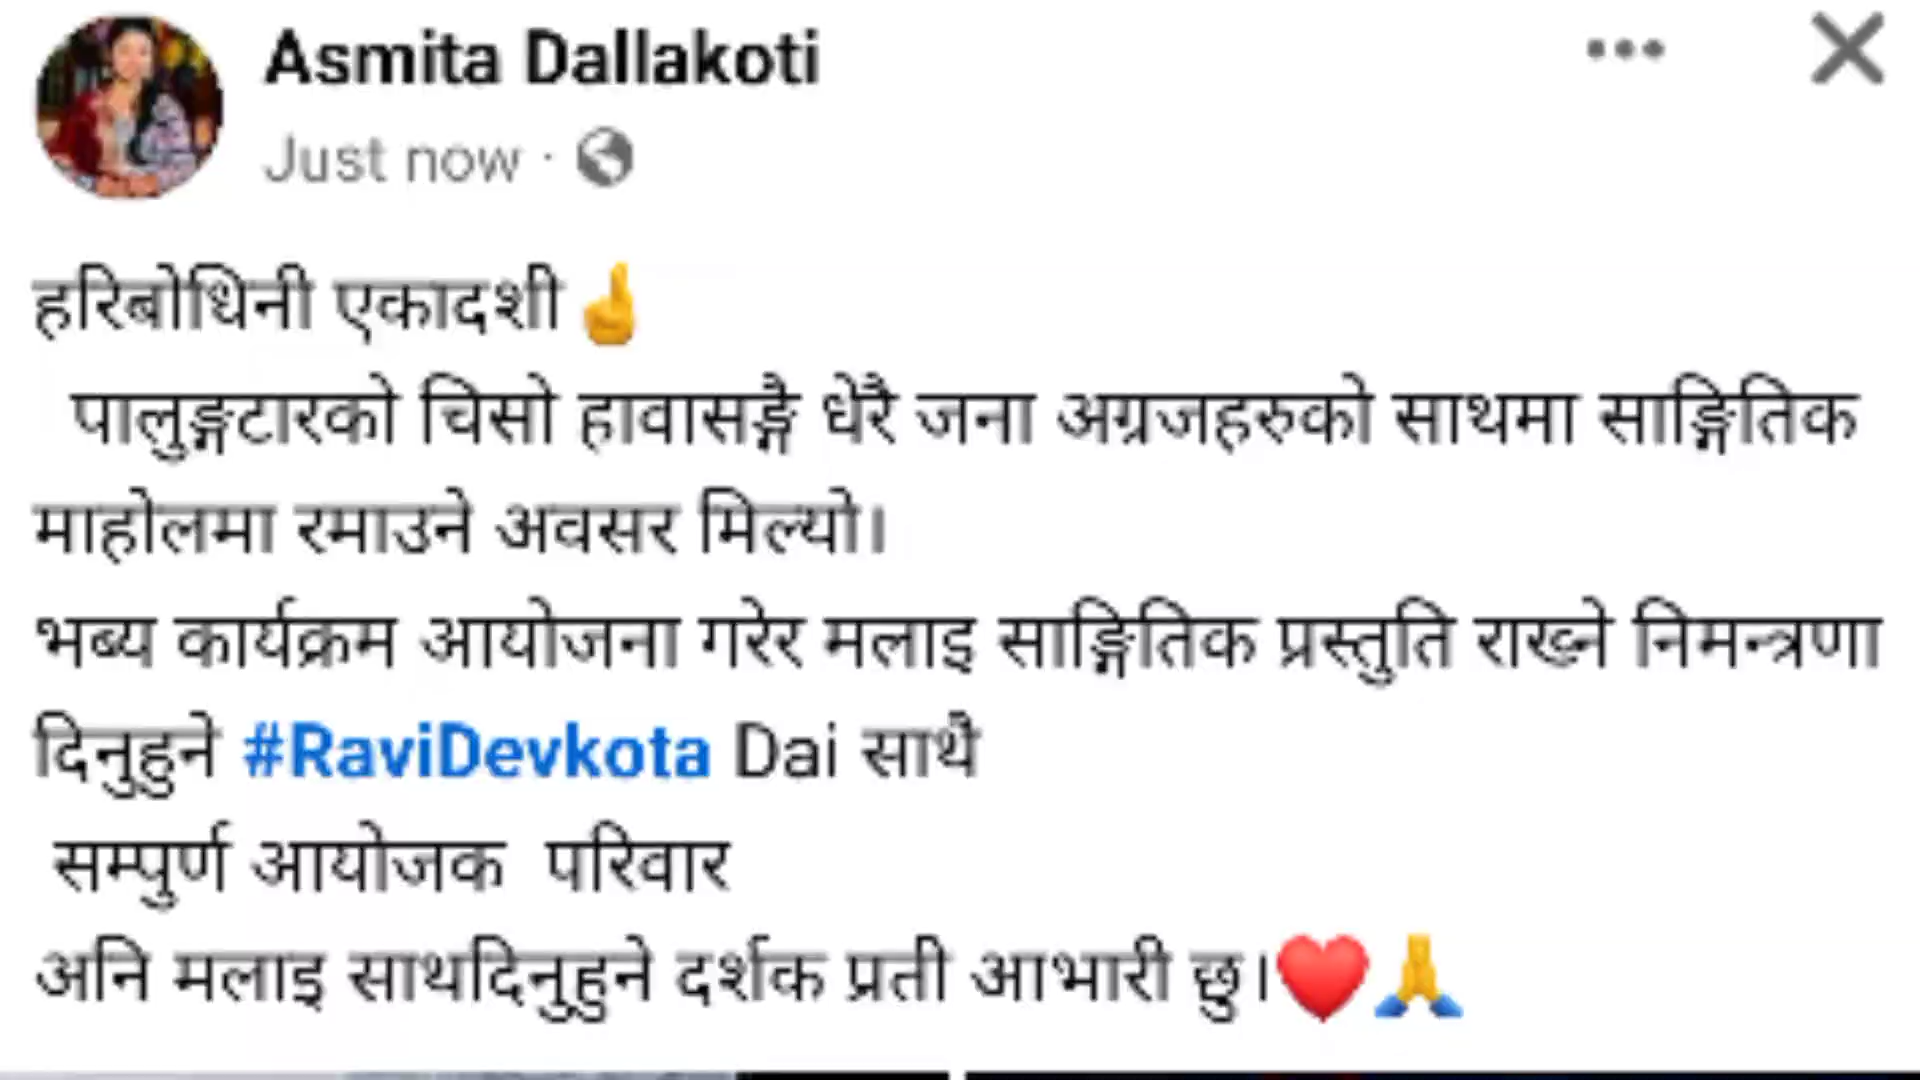 Asmita Dallakoti
Just now ·
हरिबोधिनी एकादशी☝️
पालुङ्गटारको चिसो हावासङ्गै धेरै जना अग्रजहरुको साथमा साङ्गितिक
माहोलमा रमाउने अवसर मिल्यो।
भब्य कार्यक्रम आयोजना गरेर मलाइ साङ्गितिक प्रस्तुति राख्ने निमन्त्रणा
दिनुहुने #RaviDevkota Dai साथै
सम्पुर्ण आयोजक परिवार
अनि मलाइ साथदिनुहुने दर्शक प्रती आभारी छु।❤️🙏